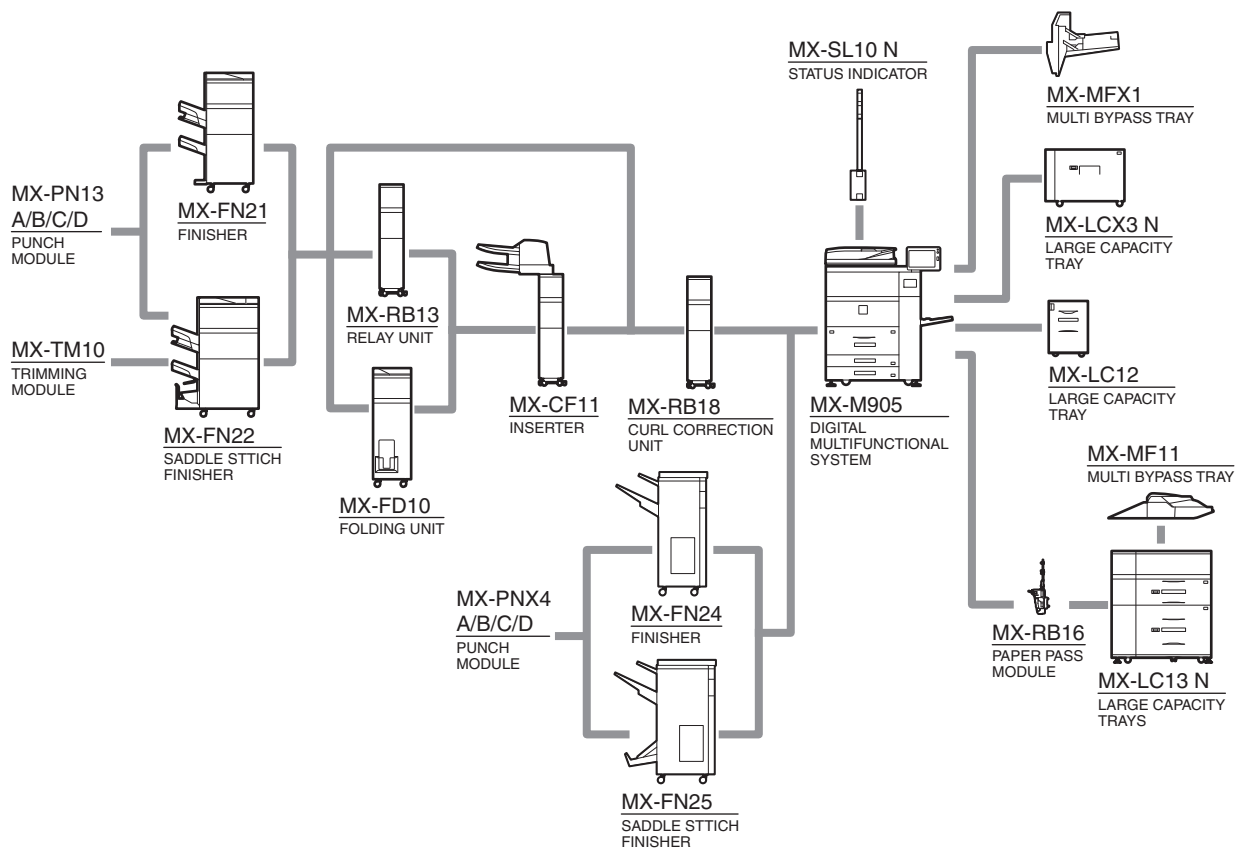 MX-SL10 N
STATUS INDICATOR
MX-MFX1
MULTI BYPASS TRAY
MX-PN13
A/B/C/D
PUNCH
MODULE
MX-FN21
FINISHER
MX-LCX3 N
LARGE CAPACITY
TRAY
MX-TM10
TRIMMING
MODULE
MX-FN22
SADDLE STTICH
FINISHER
MX-RB13
RELAY UNIT
MX-FD10
FOLDING UNIT
MX-CF11
INSERTER
MX-RB18
CURL CORRECTION
UNIT
MX-M905
DIGITAL
MULTIFUNCTIONAL
SYSTEM
MX-LC12
LARGE CAPACITY
TRAY
MX-MF11
MULTI BYPASS TRAY
MX-PNX4
A/B/C/D
PUNCH
MODULE
MX-FN24
FINISHER
MX-RB16
PAPER PASS
MODULE
MX-LC13 N
LARGE CAPACITY
TRAYS
MX-FN25
SADDLE STTICH
FINISHER